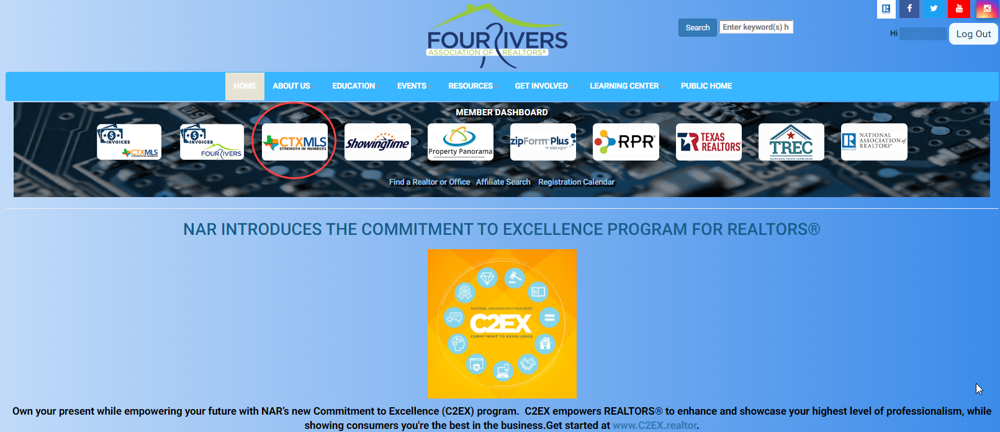 FOUR RIVERS
ASSOCIATION OF REALTORS®
Search
Enter keyword(s) h
You Tube
Hi
Log Out
HOME ABOUT US EDUCATION EVENTS RESOURCES GET INVOLVED LEARNING CENTER PUBLIC HOME
MEMBER DASHBOARD
INVOICES
CTXMLS
STRENGTH IN NUMBERS
INVOICES
FOUR RIVERS
CTXMLS
STRENGTH IN NUMBERS
ShowingTime
Property Panorama
zipForm Plus
by zipLogix™
RPR®
TEXAS
REALTORS®
TREC
TEXAS REAL ESTATE COMMISSION
REALTOR®
NATIONAL
ASSOCIATION of
REALTORS®
Find a Realtor or Office Affiliate Search Registration Calendar
NAR INTRODUCES THE COMMITMENT TO EXCELLENCE PROGRAM FOR REALTORS®
NATIONAL ASSOCIATION of REALTORS®
C2EX
COMMITMENT TO EXCELLENCE
Own your present while empowering your future with NAR’s new Commitment to Excellence (C2EX) program. C2EX empowers REALTORS® to enhance and showcase your highest level of professionalism, while
showing consumers you're the best in the business.Get started at www.C2EX.realtor.